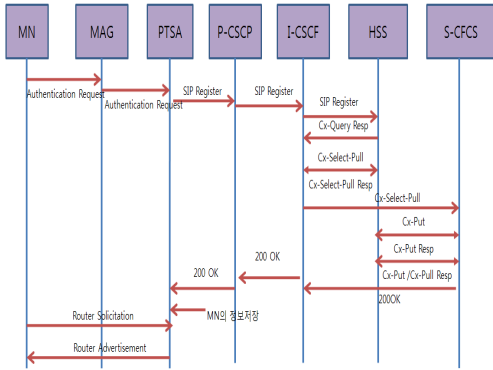 MN MAG PTSA P-CSCP I-CSCF HSS S-CFCS
Authentication Request
Authentication Request
SIP Register
SIP Register
SIP Register
Cx-Query Resp
Cx-Select-Pull
Cx-Select-Pull Resp
Cx-Select-Pull
Cx-Put
Cx-Put Resp
Cx-Put /Cx-Pull Resp
200OK
200 OK
200 OK
MN의 정보저장
Router Solicitation
Router Advertisement